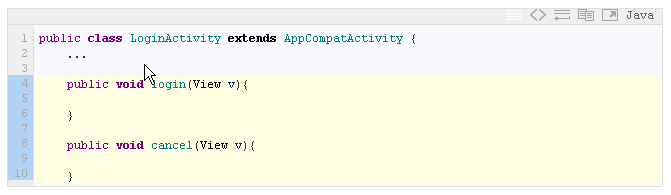 Java
1 public class LoginActivity extends AppCompatActivity {
2     ...
3
4     public void login(View v){
5
6     }
7
8     public void cancel(View v){
9
10     }